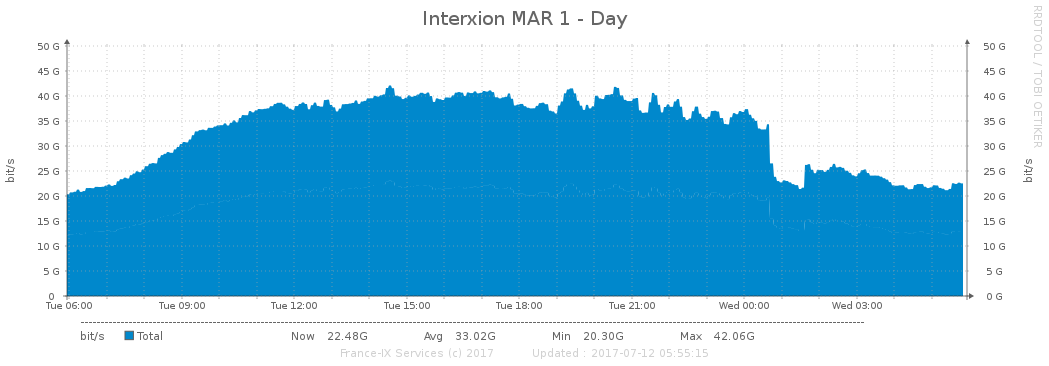 Interxion MAR 1 - Day
RRDTOOL / TOBI OETIKER
50 G 50 G
45 G 45 G
40 G 40 G
35 G 35 G
30 G 30 G
25 G 25 G
20 G 20 G
15 G 15 G
10 G 10 G
5 G 5 G
0 0 G
bit/s bit/s
Tue 06:00 Tue 09:00 Tue 12:00 Tue 15:00 Tue 18:00 Tue 21:00 Wed 00:00 Wed 03:00
bit/s Total Now 22.48G Avg 33.02G Min 20.30G Max 42.06G
France-IX Services (c) 2017 Updated : 2017-07-12 05:55:15